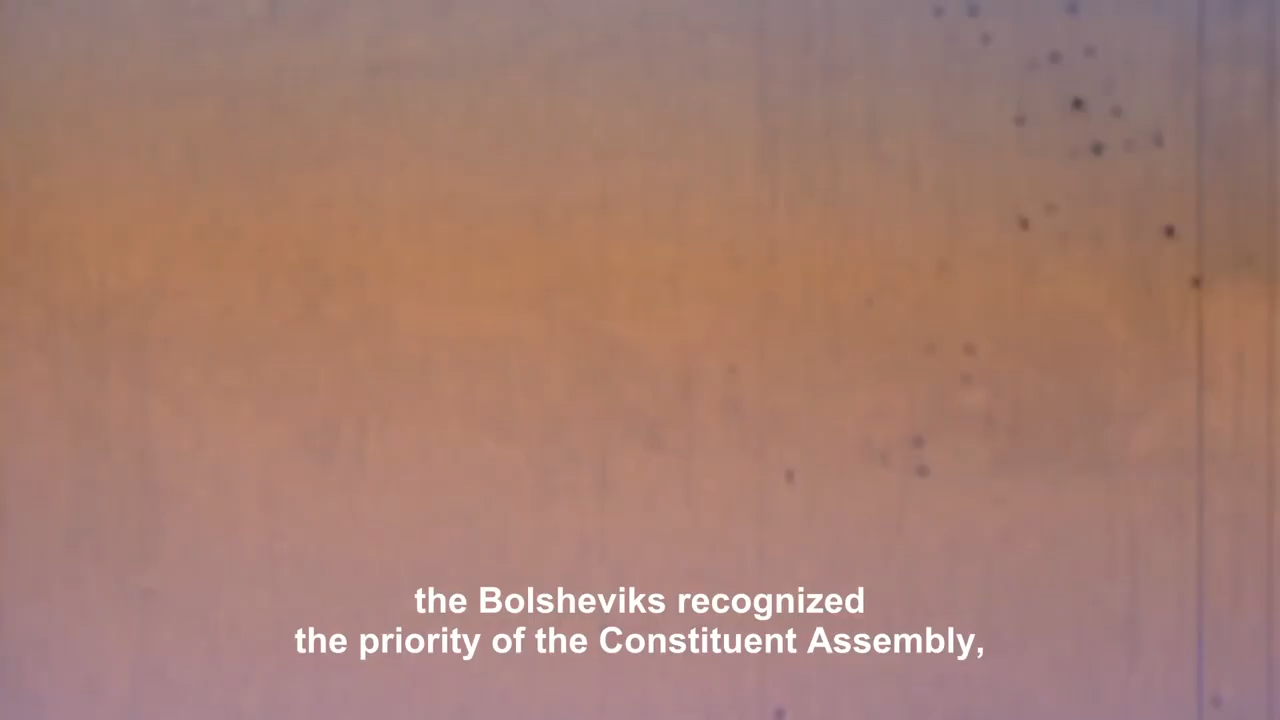 the Bolsheviks recognized
the priority of the Constituent Assembly,